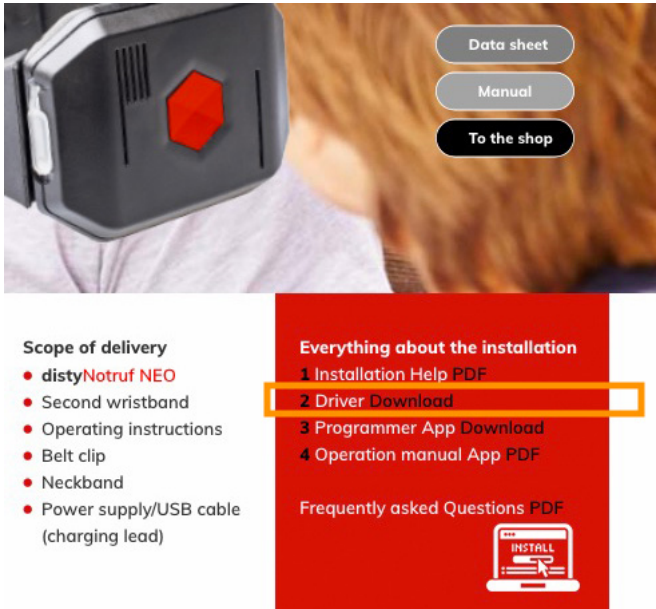 Data sheet
Manual
To the shop
Scope of delivery
distyNotruf NEO
Second wristband
Operating instructions
Belt clip
Neckband
Power supply/USB cable
(charging lead)
Everything about the installation
1 Installation Help PDF
2 Driver Download
3 Programmer App Download
4 Operation manual App PDF
Frequently asked Questions PDF
INSTALL